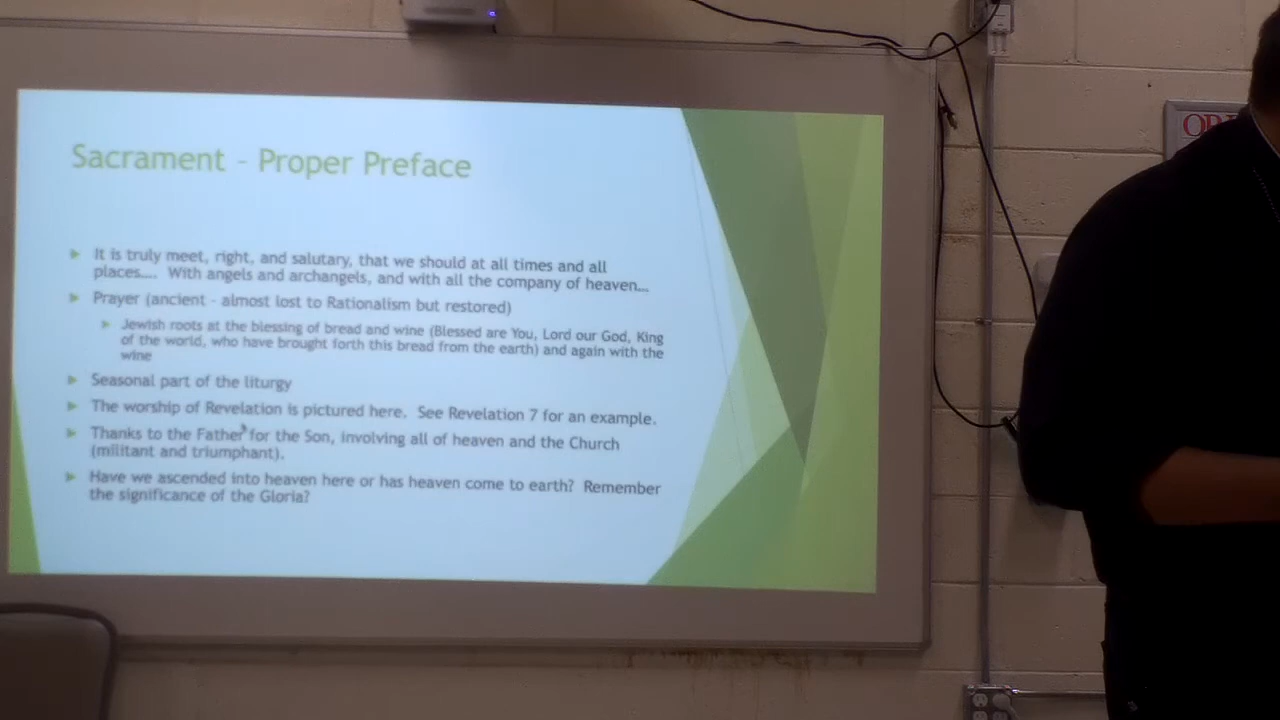 Sacrament - Proper Preface
It is truly meet, right, and salutary, that we should at all times and all
places.... With angels and archangels, and with all the company of heaven...
Prayer (ancient - almost lost to Rationalism but restored)
Jewish roots at the blessing of bread and wine (Blessed are You, Lord our God, King
of the world, who have brought forth this bread from the earth) and again with the
wine
Seasonal part of the liturgy
The worship of Revelation is pictured here. See Revelation 7 for an example.
Thanks to the Father for the Son, involving all of heaven and the Church
(militant and triumphant).
Have we ascended into heaven here or has heaven come to earth? Remember
the significance of the Gloria?